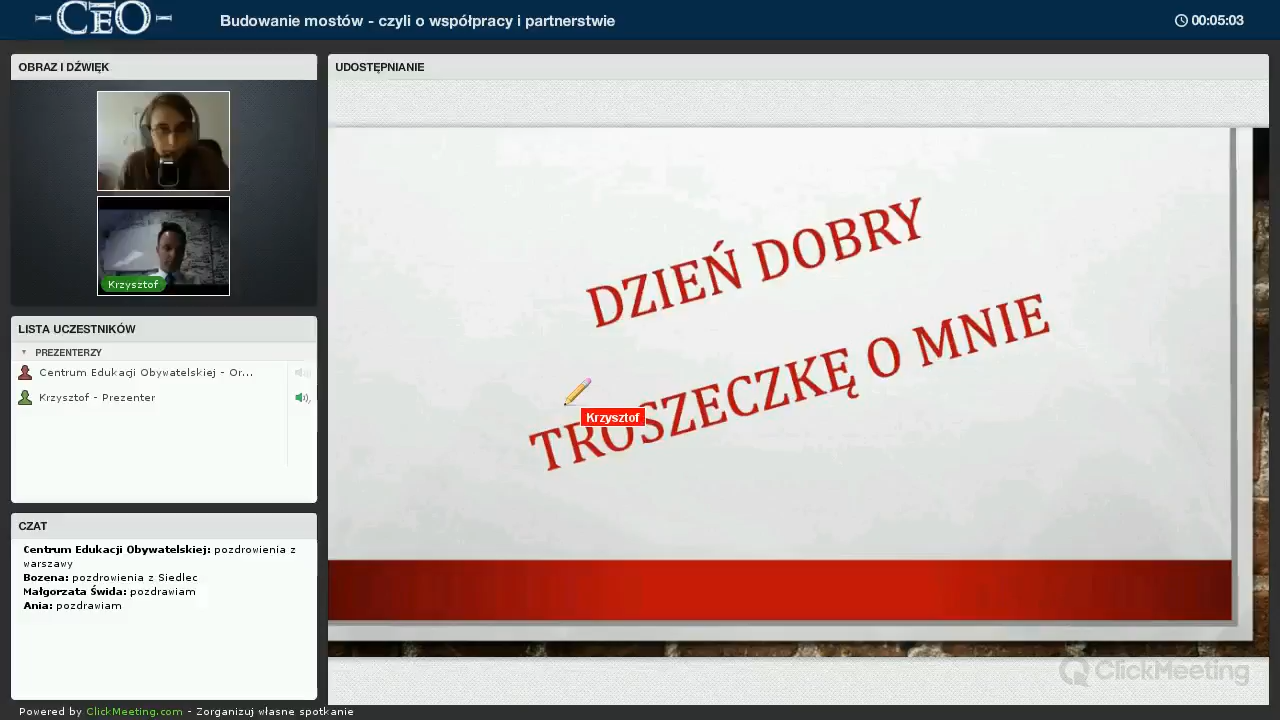 CEO
Budowanie mostów - czyli o współpracy i partnerstwie
00:05:03
OBRAZ I DŹWIĘK
Krzysztof
LISTA UCZESTNIKÓW
PREZENTERZY
Centrum Edukacji Obywatelskiej - Or...
Krzysztof - Prezenter
CZAT
Centrum Edukacji Obywatelskiej: pozdrowienia z
warszawy
Bozena: pozdrowienia z Siedlec
Małgorzata Świda: pozdrawiam
Ania: pozdrawiam
UDOSTĘPNIANIE
DZIEŃ DOBRY
TROSZECZKĘ O MNIE
Krzysztof
ClickMeeting
Powered by ClickMeeting.com - Zorganizuj własne spotkanie